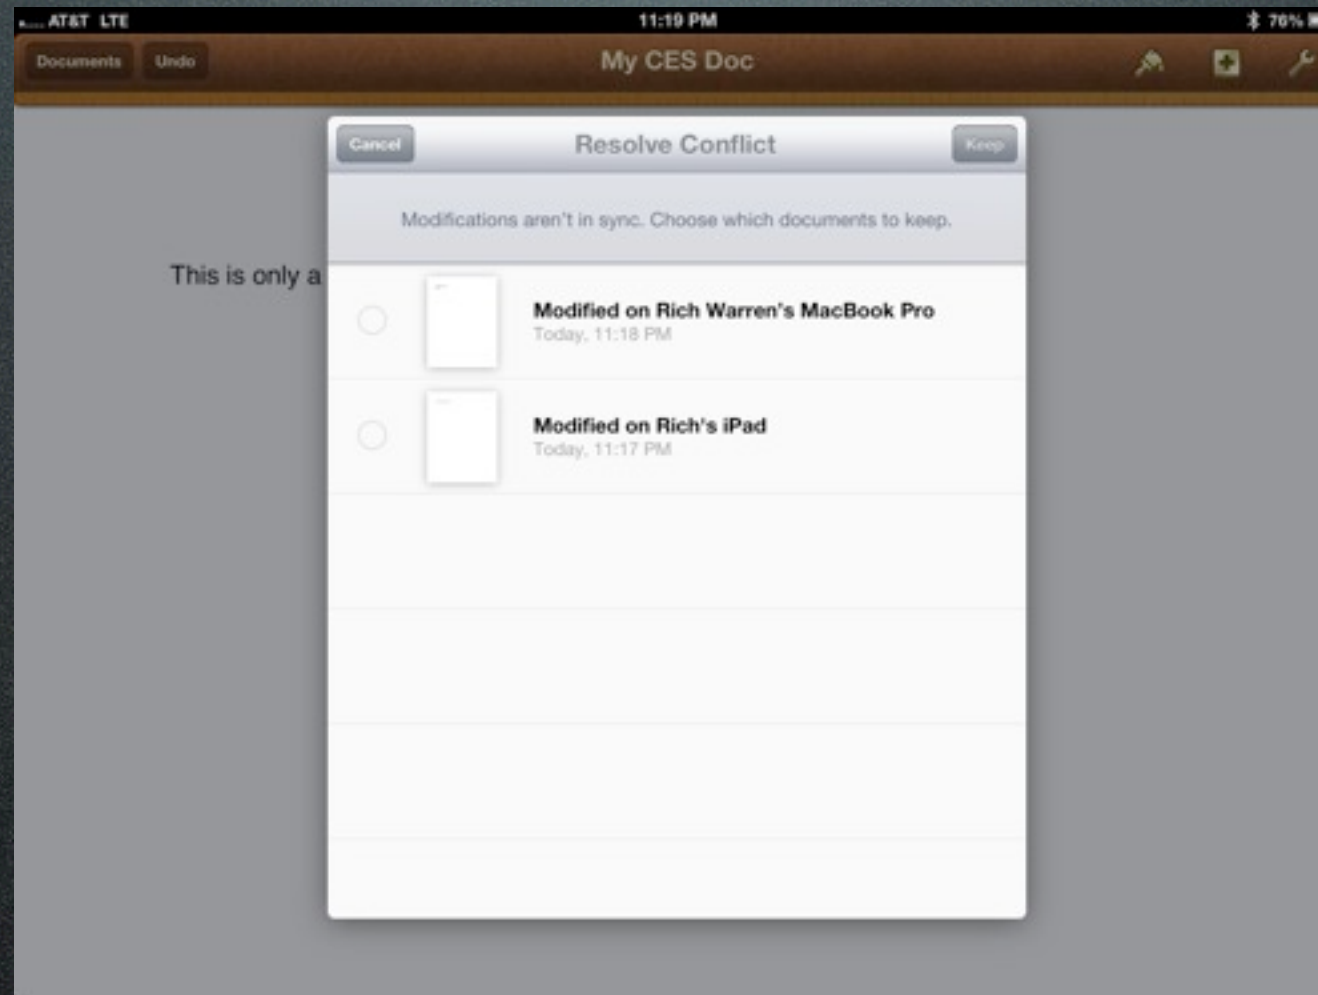 AT&T LTE 11:19 PM 76%
Documents Undo My CES Doc
Cancel Resolve Conflict Keep
Modifications aren't in sync. Choose which documents to keep.
This is only a
Modified on Rich Warren's MacBook Pro
Today, 11:18 PM
Modified on Rich's iPad
Today, 11:17 PM